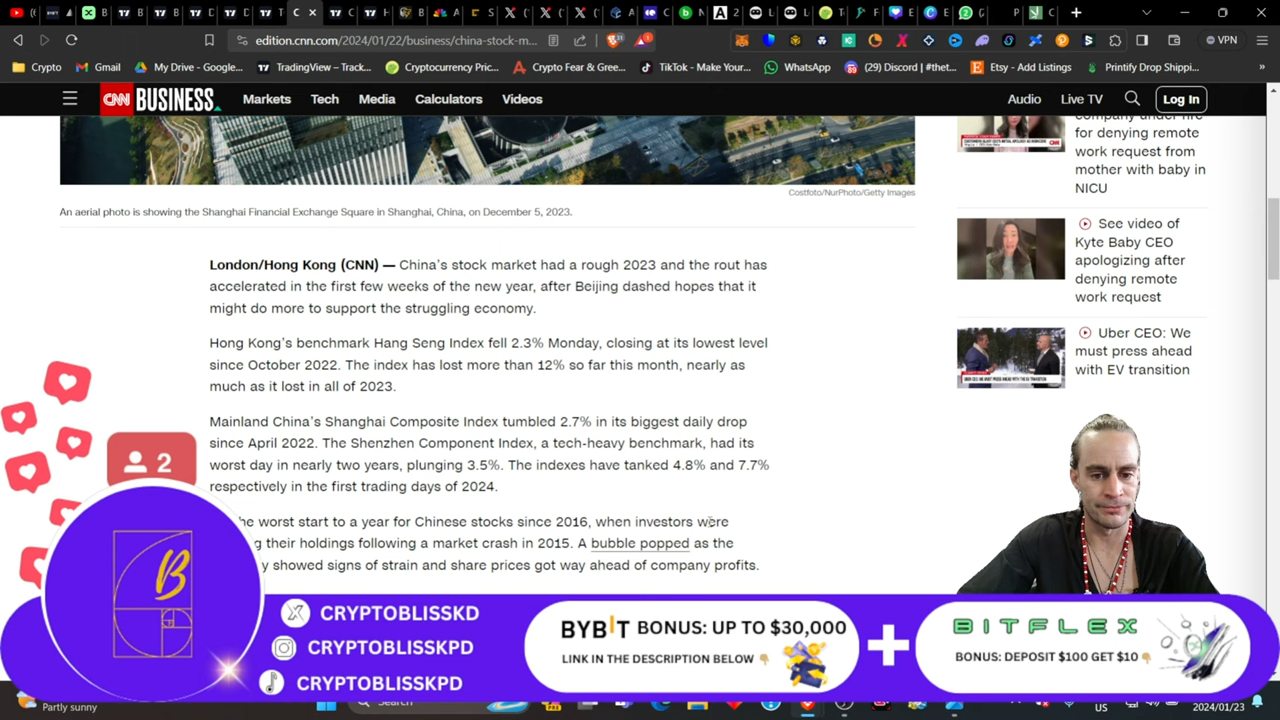 edition.cnn.com/2024/01/22/business/china-stock-m...
VPN
Crypto
Gmail
My Drive - Google...
TradingView – Track...
Cryptocurrency Pric...
Crypto Fear & Gree...
TikTok - Make Your...
WhatsApp
(29) Discord | #thet...
Etsy - Add Listings
Printify Drop Shippi...
CNN BUSINESS
Markets
Tech
Media
Calculators
Videos
Audio
Live TV
Log In
Costfoto/NurPhoto/Getty Images
An aerial photo is showing the Shanghai Financial Exchange Square in Shanghai, China, on December 5, 2023.
London/Hong Kong (CNN) — China's stock market had a rough 2023 and the rout has
accelerated in the first few weeks of the new year, after Beijing dashed hopes that it
might do more to support the struggling economy.
Hong Kong's benchmark Hang Seng Index fell 2.3% Monday, closing at its lowest level
since October 2022. The index has lost more than 12% so far this month, nearly as
much as it did in all of 2023.
Mainland China's Shanghai Composite Index tumbled 2.7% in its biggest daily drop
since April 2022. The Shenzhen Component Index, a tech-heavy benchmark, had its
worst day in nearly two years, plunging 3.5%. The indexes have tanked 4.8% and 7.7%
respectively in the first trading days of 2024.
the worst start to a year for Chinese stocks since 2016, when investors were
their holdings following a market crash in 2015. A bubble popped as the
showed signs of strain and share prices got way ahead of company profits.
company under fire
for denying remote
work request from
mother with baby in
NICU
See video of
Kyte Baby CEO
apologizing after
denying remote
work request
Uber CEO: We
must press ahead
with EV transition
2
B
CRYPTOBLISSKD
CRYPTOBLISSKPD
CRYPTOBLISSKPD
BYBIT BONUS: UP TO $30,000
LINK IN THE DESCRIPTION BELOW
+
BITFLEX
BONUS: DEPOSIT $100 GET $10
Partly sunny
Search
US
2024/01/23